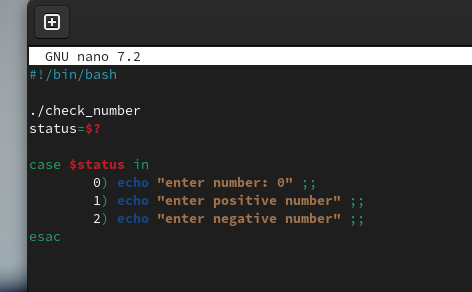 GNU nano 7.2
#!/bin/bash
./check_number
status=$?
case $status in
0) echo "enter number: 0" ;;
1) echo "enter positive number" ;;
2) echo "enter negative number" ;;
esac